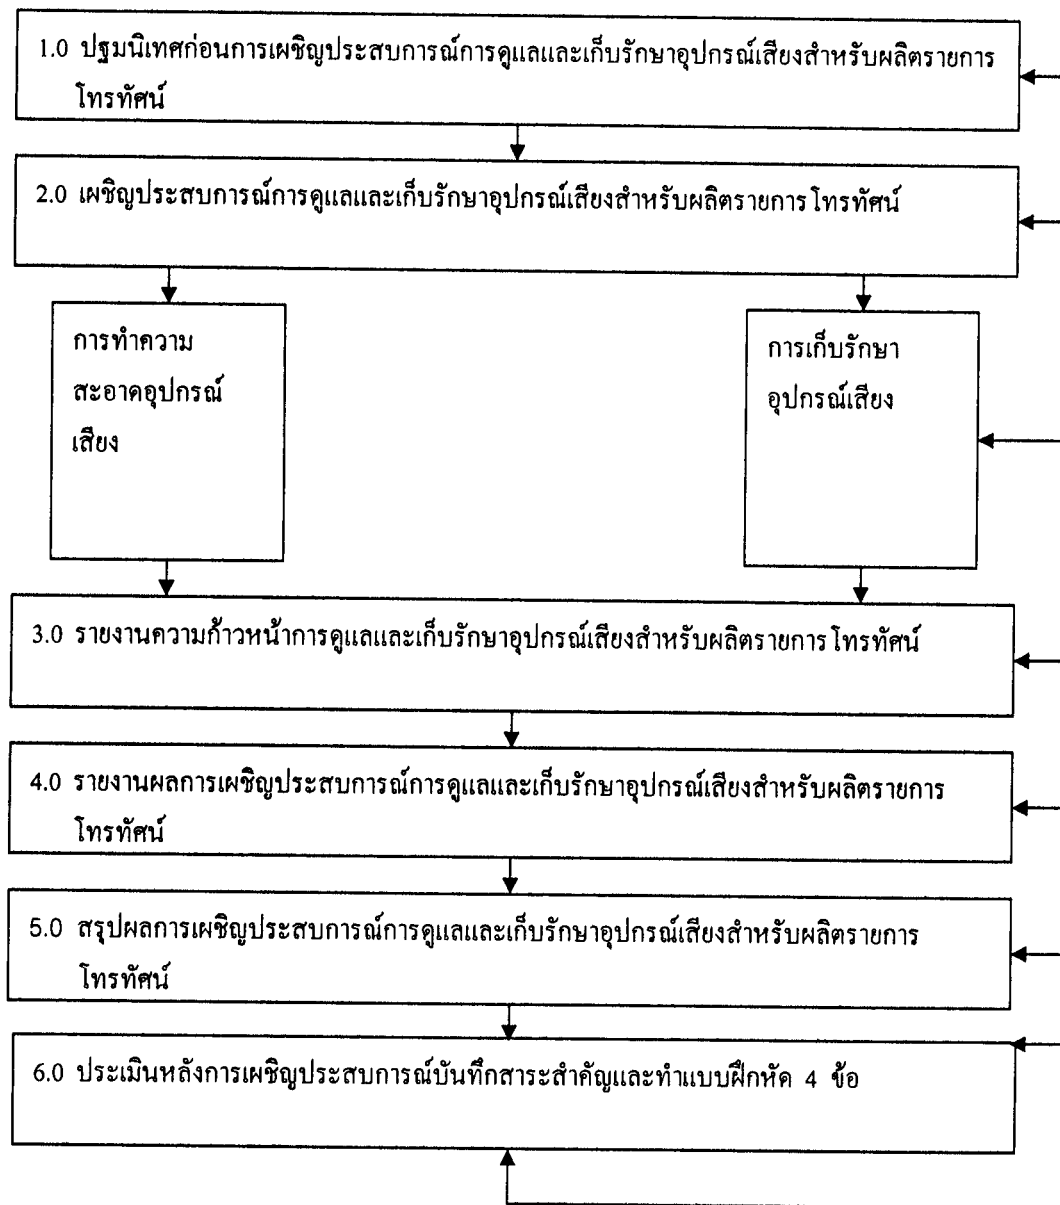 1.0 ปฐมนิเทศก่อนการเผชิญประสบการณ์การดูแลและเก็บรักษาอุปกรณ์เสียงสำหรับผลิตรายการ
โทรทัศน์
2.0 เผชิญประสบการณ์การดูแลและเก็บรักษาอุปกรณ์เสียงสำหรับผลิตรายการโทรทัศน์
การทำความ
สะอาดอุปกรณ์
เสียง
การเก็บรักษา
อุปกรณ์เสียง
3.0 รายงานความก้าวหน้าการดูแลและเก็บรักษาอุปกรณ์เสียงสำหรับผลิตรายการโทรทัศน์
4.0 รายงานผลการเผชิญประสบการณ์การดูแลและเก็บรักษาอุปกรณ์เสียงสำหรับผลิตรายการ
โทรทัศน์
5.0 สรุปผลการเผชิญประสบการณ์การดูแลและเก็บรักษาอุปกรณ์เสียงสำหรับผลิตรายการ
โทรทัศน์
6.0 ประเมินหลังการเผชิญประสบการณ์บันทึกสาระสำคัญและทำแบบฝึกหัด 4 ข้อ